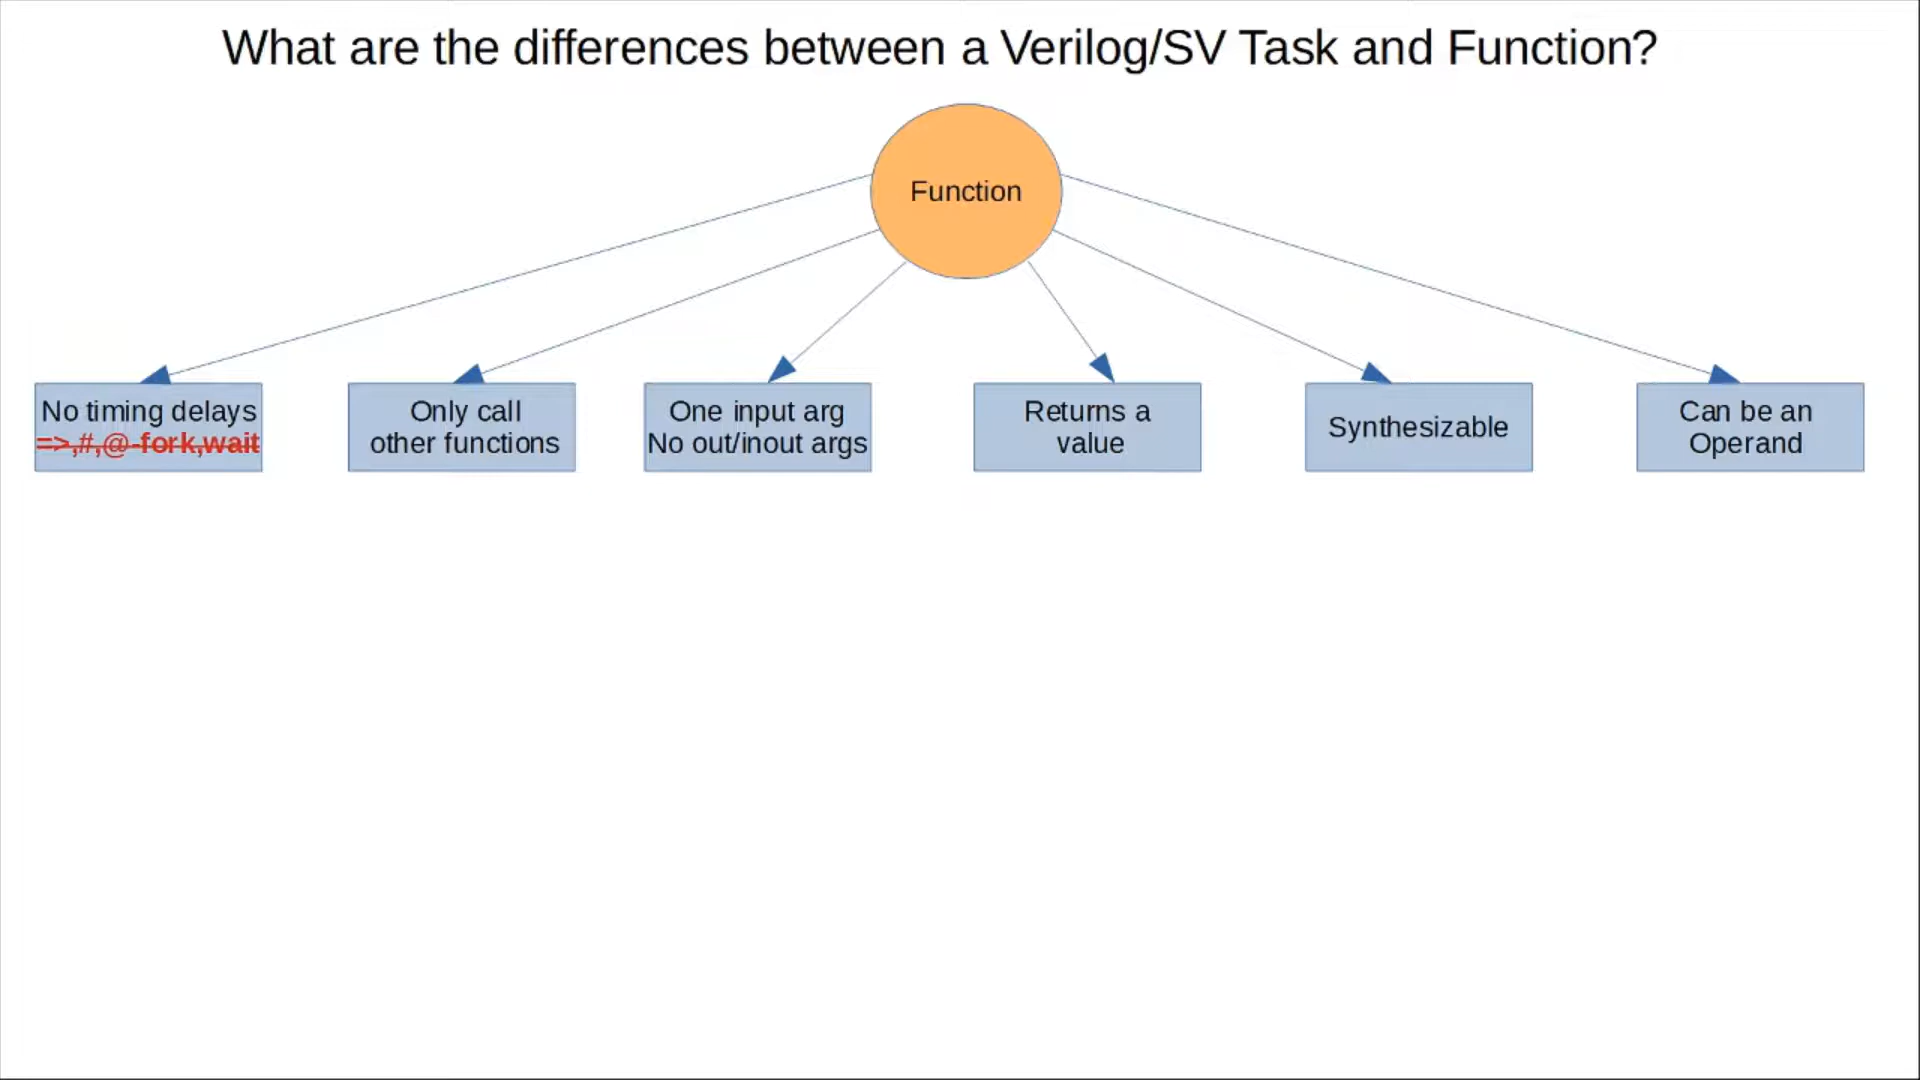 What are the differences between a Verilog/SV Task and Function?
Function
No timing delays
=>,#,@-fork,wait
Only call
other functions
One input arg
No out/inout args
Returns a
value
Synthesizable
Can be an
Operand